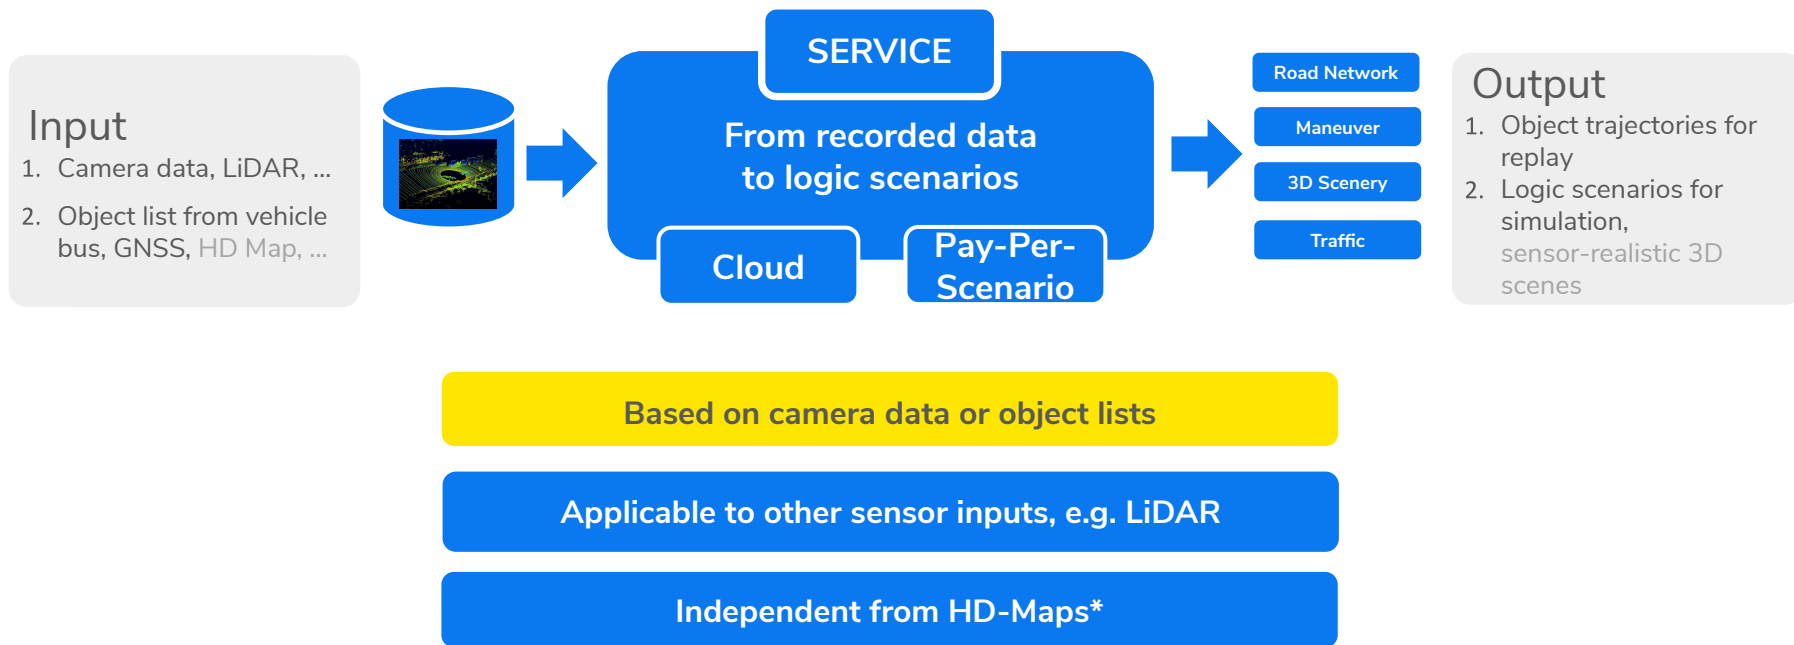 Input
1. Camera data, LiDAR, ...
2. Object list from vehicle
bus, GNSS, HD Map, ...
SERVICE
From recorded data
to logic scenarios
Cloud
Pay-Per-
Scenario
Road Network
Maneuver
3D Scenery
Traffic
Output
1. Object trajectories for
replay
2. Logic scenarios for
simulation,
sensor-realistic 3D
scenes
Based on camera data or object lists
Applicable to other sensor inputs, e.g. LiDAR
Independent from HD-Maps*